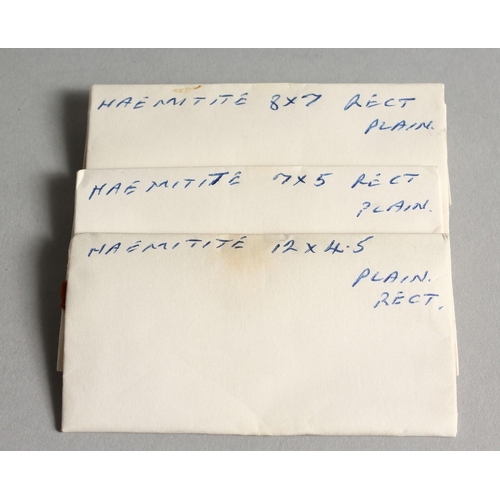 HAEMITITE 8x7 RECT
PLAIN.
HAEMITITE 7x5 RECT
PLAIN.
HAEMITITE 12x4.5
PLAIN.
RECT.